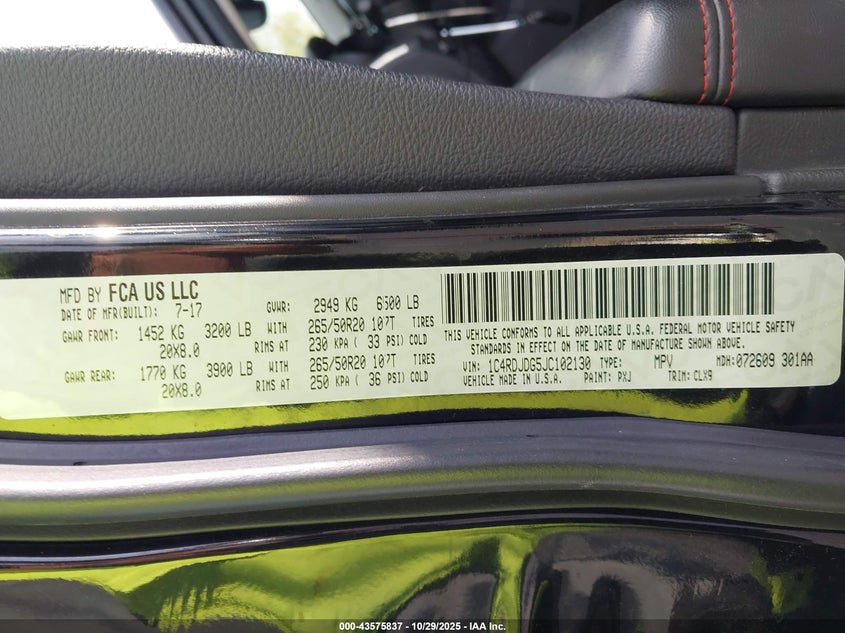 MFD BY FCA US LLC
DATE OF MFR(BUILT): 7-17 GVWR: 2949 KG 6500 LB
GAWR FRONT: 1452 KG 3200 LB WITH 265/50R20 107T TIRES
20X8.0 RIMS AT 230 KPA ( 33 PSI) COLD
GAWR REAR: 1770 KG 3900 LB WITH 265/50R20 107T TIRES
20X8.0 RIMS AT 250 KPA ( 36 PSI) COLD
THIS VEHICLE CONFORMS TO ALL APPLICABLE U.S.A. FEDERAL MOTOR VEHICLE SAFETY
STANDARDS IN EFFECT ON THE DATE OF MANUFACTURE SHOWN ABOVE.
VIN: 1C4RDJDG5JC102130 TYPE: MPV MDH: 072609 301AA
VEHICLE MADE IN U.S.A. PAINT: PXJ TRIM: CLX9
000-43575837 - 10/29/2025 - IAA Inc.